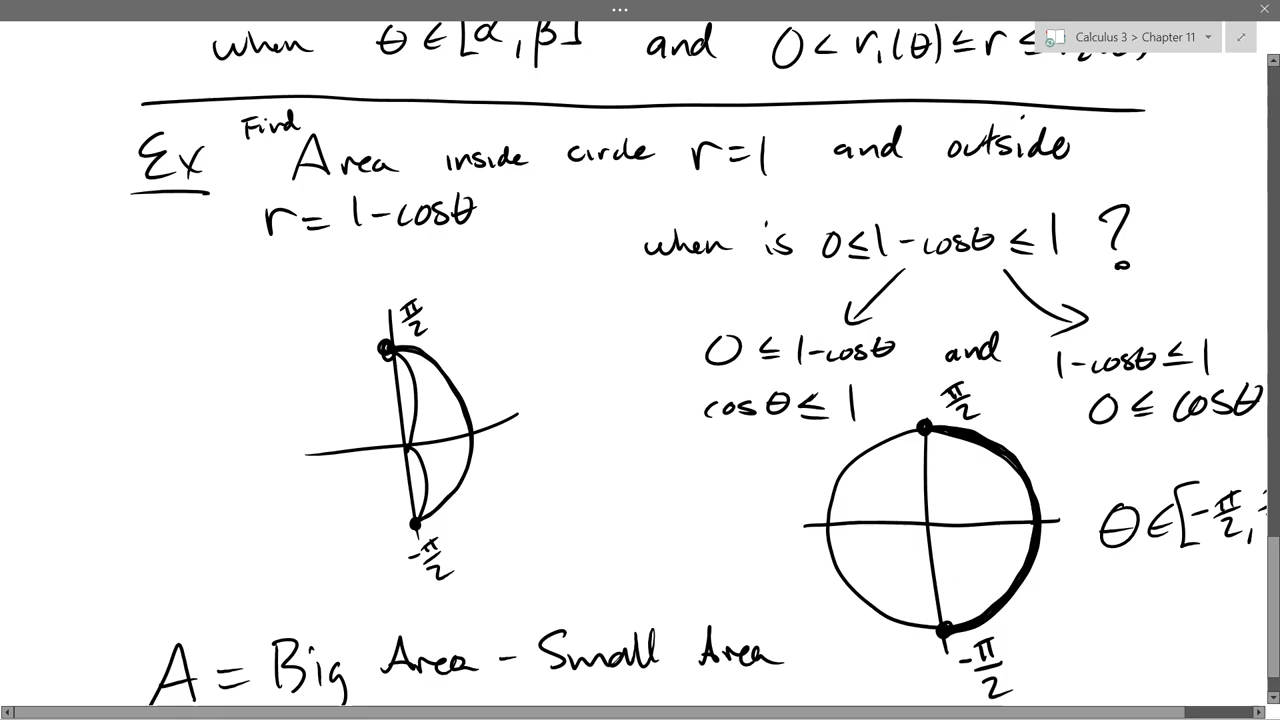 Calculus 3 > Chapter 11
when θ ∈ [α, β] and 0 < r₁(θ) ≤ r ≤
Ex Find Area inside circle r = 1 and outside
r = 1 - cosθ
when is 0 ≤ 1 - cosθ ≤ 1 ?
0 ≤ 1 - cosθ and 1 - cosθ ≤ 1
cosθ ≤ 1 0 ≤ cosθ
π/2
-π/2
π/2
-π/2
θ ∈ [-π/2,
A = Big Area - Small Area